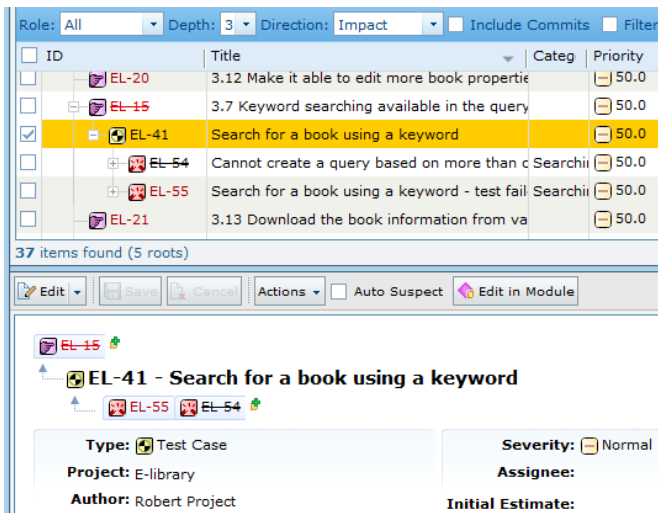 Role: All Depth: 3 Direction: Impact Include Commits Filter
ID Title Categ Priority
EL-20 3.12 Make it able to edit more book propertie 50.0
EL-15 3.7 Keyword searching available in the query 50.0
EL-41 Search for a book using a keyword 50.0
EL-54 Cannot create a query based on more than c Searchin 50.0
EL-55 Search for a book using a keyword - test fail Searchin 50.0
EL-21 3.13 Download the book information from va 50.0
37 items found (5 roots)
Edit Save Cancel Actions Auto Suspect Edit in Module
EL-15
EL-41 - Search for a book using a keyword
EL-55 EL-54
Type: Test Case Severity: Normal
Project: E-library Assignee:
Author: Robert Project Initial Estimate: